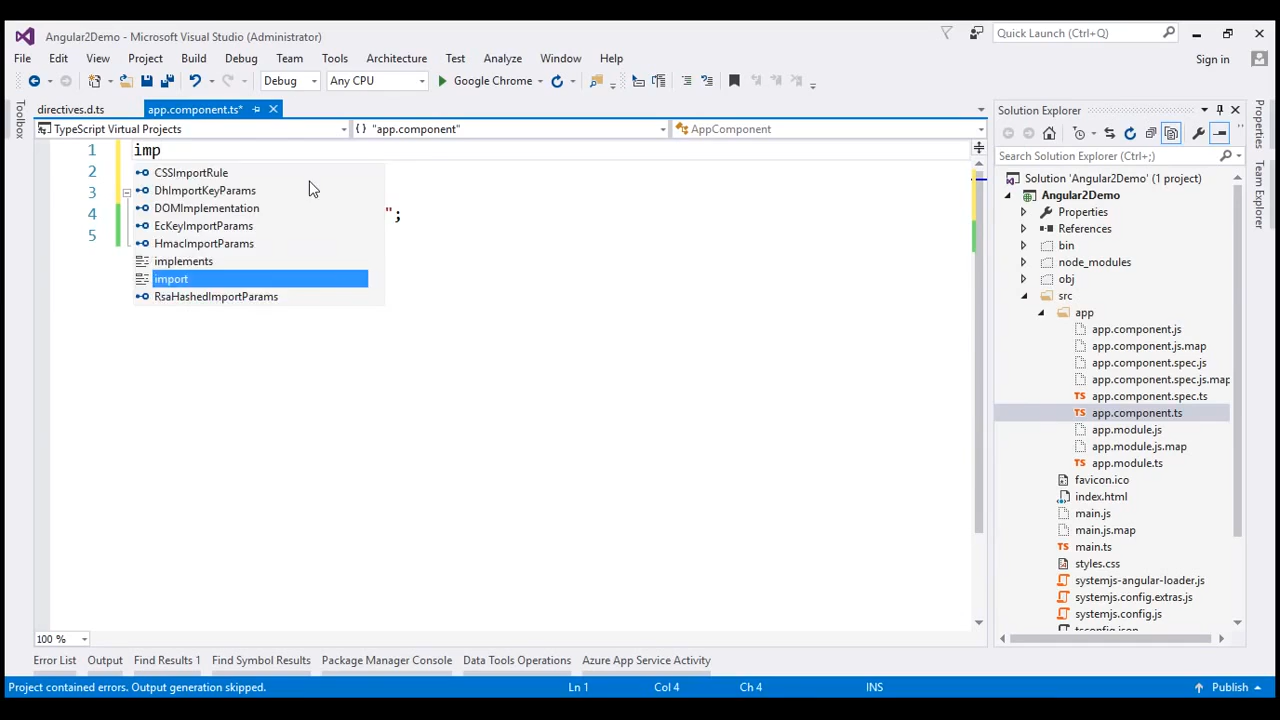 Angular2Demo - Microsoft Visual Studio (Administrator)
Quick Launch (Ctrl+Q)
File Edit View Project Build Debug Team Tools Architecture Test Analyze Window Help
Sign in
Debug Any CPU Google Chrome
Toolbox
directives.d.ts app.component.ts*
TypeScript Virtual Projects {} "app.component" AppComponent
1 imp
2
3
4 ";
5
CSSImportRule
DhImportKeyParams
DOMImplementation
EcKeyImportParams
HmacImportParams
implements
import
RsaHashedImportParams
100 %
Solution Explorer
Search Solution Explorer (Ctrl+;)
Solution 'Angular2Demo' (1 project)
Angular2Demo
Properties
References
bin
node_modules
obj
src
app
app.component.js
app.component.js.map
app.component.spec.js
app.component.spec.js.map
TS app.component.spec.ts
TS app.component.ts
app.module.js
app.module.js.map
TS app.module.ts
favicon.ico
index.html
main.js
main.js.map
TS main.ts
styles.css
systemjs-angular-loader.js
systemjs.config.extras.js
systemjs.config.js
Properties
Team Explorer
Error List Output Find Results 1 Find Symbol Results Package Manager Console Data Tools Operations Azure App Service Activity
Project contained errors. Output generation skipped. Ln 1 Col 4 Ch 4 INS Publish